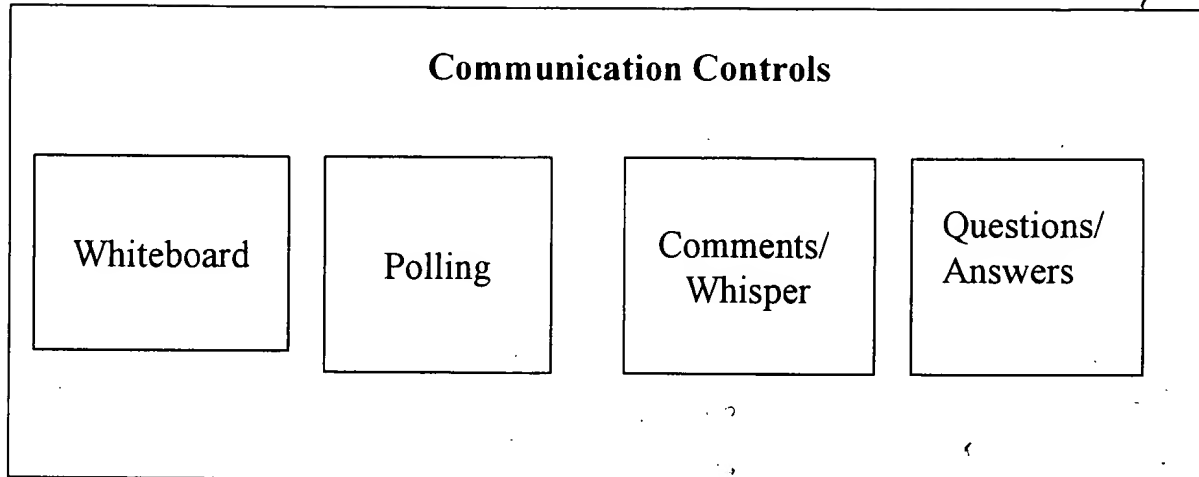 Communication Controls
Whiteboard
Polling
Comments/
Whisper
Questions/
Answers